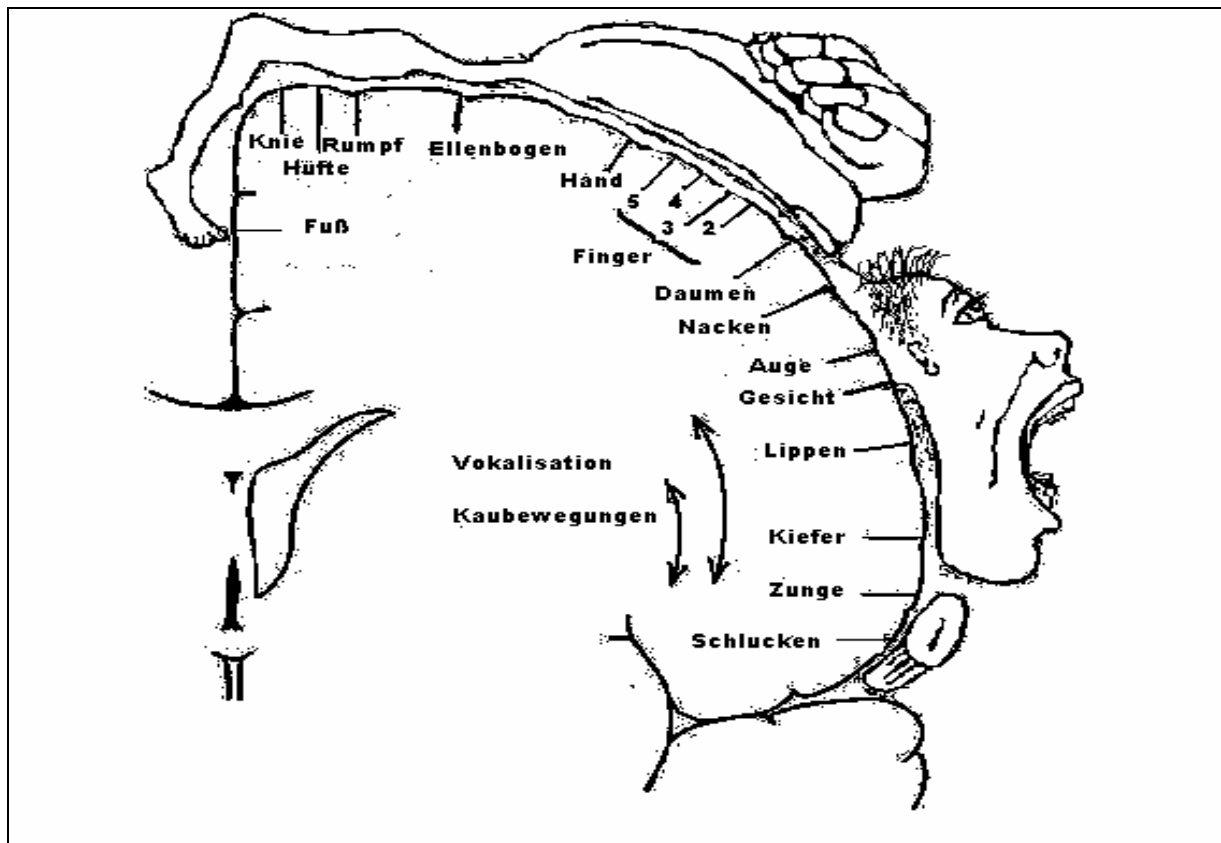 Knie Rumpf Ellenbogen
Hüfte
Hand
5 4
3 2
Fuß
Finger
Daumen
Nacken
Auge
Gesicht
Lippen
Vokalisation
Kaubewegungen
Kiefer
Zunge
Schlucken